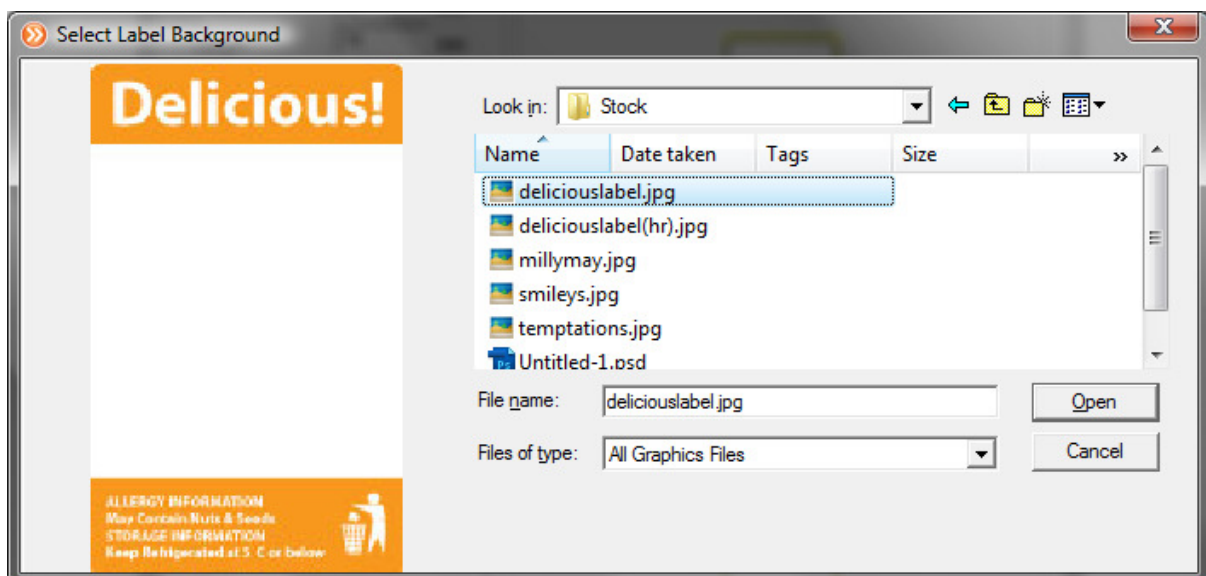 Select Label Background
Delicious!
ALLERGY INFORMATION
May Contain Nuts & Seeds
STORAGE INFORMATION
Keep Refrigerated at 5 C or below
Look in:
Stock
Name
Date taken
Tags
Size
»
deliciouslabel.jpg
deliciouslabel(hr).jpg
millymay.jpg
smileys.jpg
temptations.jpg
Ps Untitled-1.psd
File name:
deliciouslabel.jpg
Open
Files of type:
All Graphics Files
Cancel